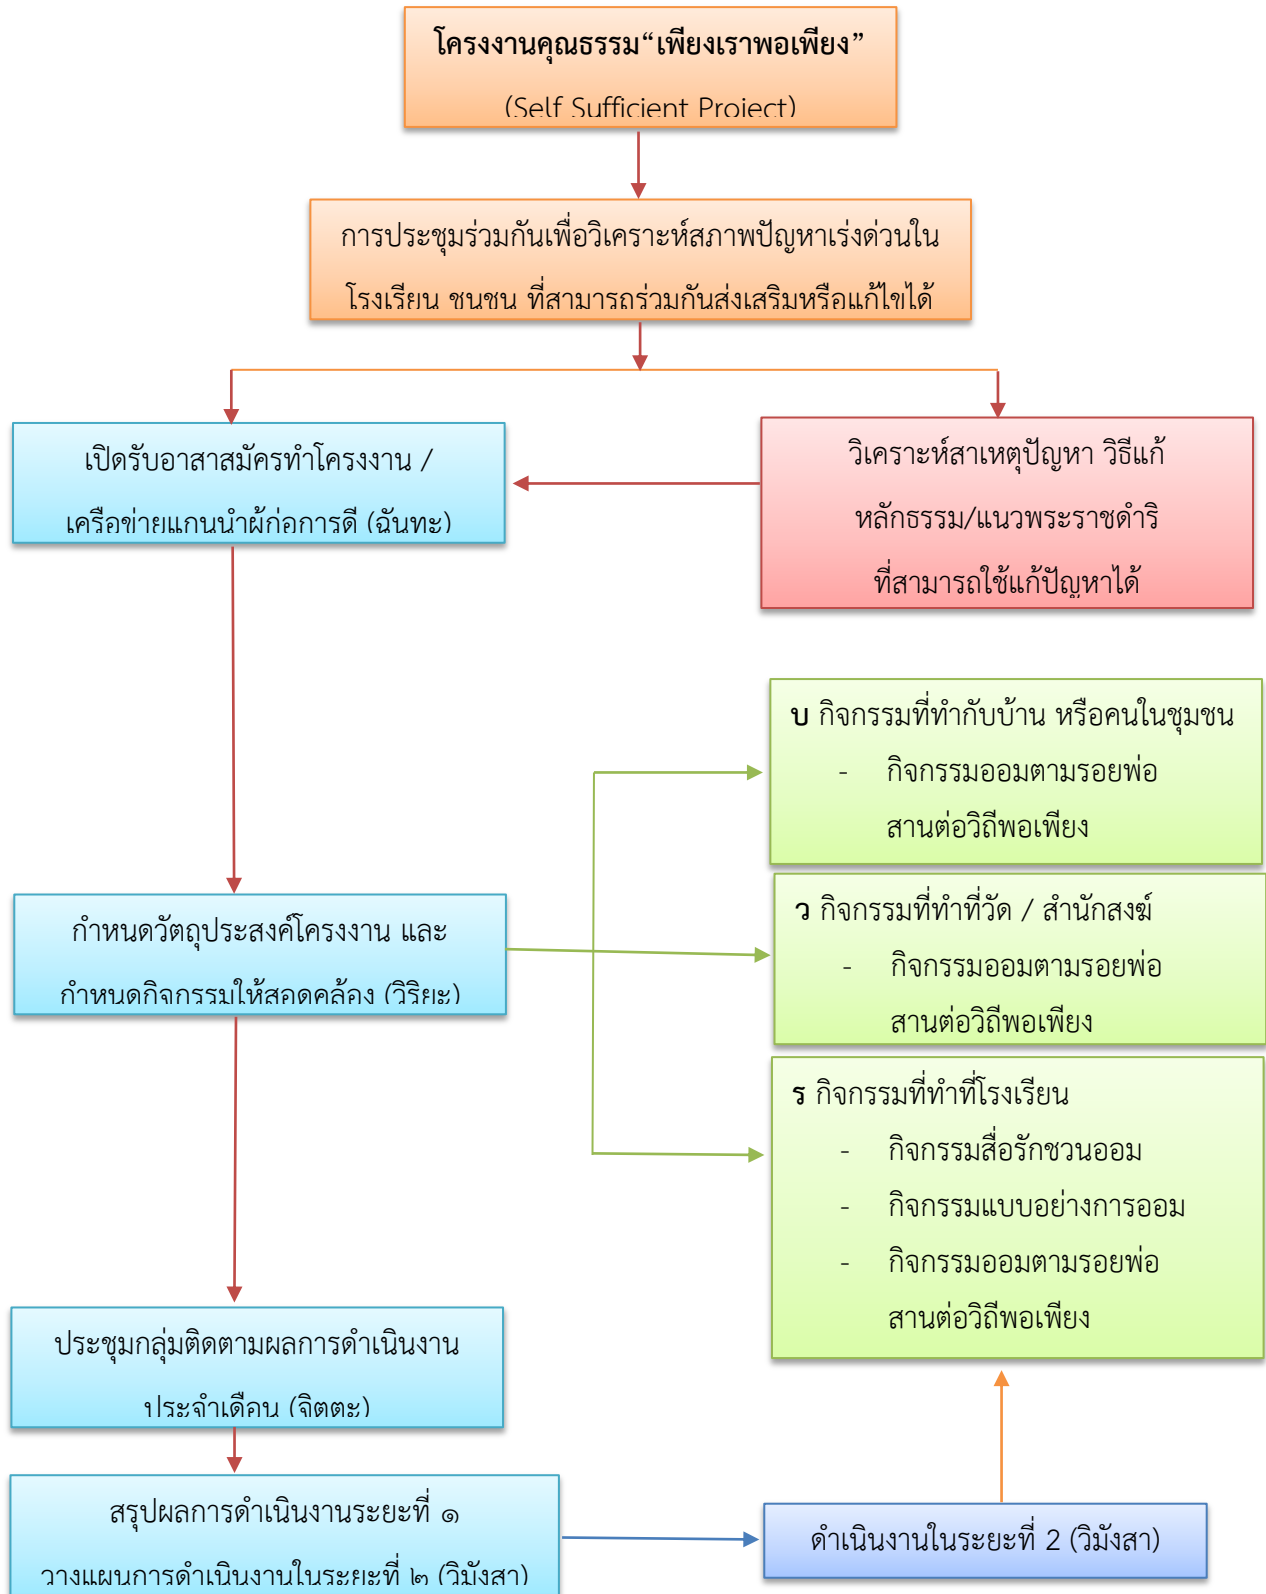 โครงงานคุณธรรม“เพียงเราพอเพียง”
(Self Sufficient Project)
การประชุมร่วมกันเพื่อวิเคราะห์สภาพปัญหาเร่งด่วนใน
โรงเรียน ชนชน ที่สามารถร่วมกันส่งเสริมหรือแก้ไขได้
เปิดรับอาสาสมัครทำโครงงาน /
เครือข่ายแกนนำผู้ก่อการดี (ฉันทะ)
วิเคราะห์สาเหตุปัญหา วิธีแก้
หลักธรรม/แนวพระราชดำริ
ที่สามารถใช้แก้ปัญหาได้
บ กิจกรรมที่ทำกับบ้าน หรือคนในชุมชน
- กิจกรรมออมตามรอยพ่อ
สานต่อวิถีพอเพียง
กำหนดวัตถุประสงค์โครงงาน และ
กำหนดกิจกรรมให้สอดคล้อง (วิริยะ)
ว กิจกรรมที่ทำที่วัด / สำนักสงฆ์
- กิจกรรมออมตามรอยพ่อ
สานต่อวิถีพอเพียง
ร กิจกรรมที่ทำที่โรงเรียน
- กิจกรรมสื่อรักชวนออม
- กิจกรรมแบบอย่างการออม
- กิจกรรมออมตามรอยพ่อ
สานต่อวิถีพอเพียง
ประชุมกลุ่มติดตามผลการดำเนินงาน
ประจำเดือน (จิตตะ)
สรุปผลการดำเนินงานระยะที่ ๑
วางแผนการดำเนินงานในระยะที่ ๒ (วิมังสา)
ดำเนินงานในระยะที่ 2 (วิมังสา)